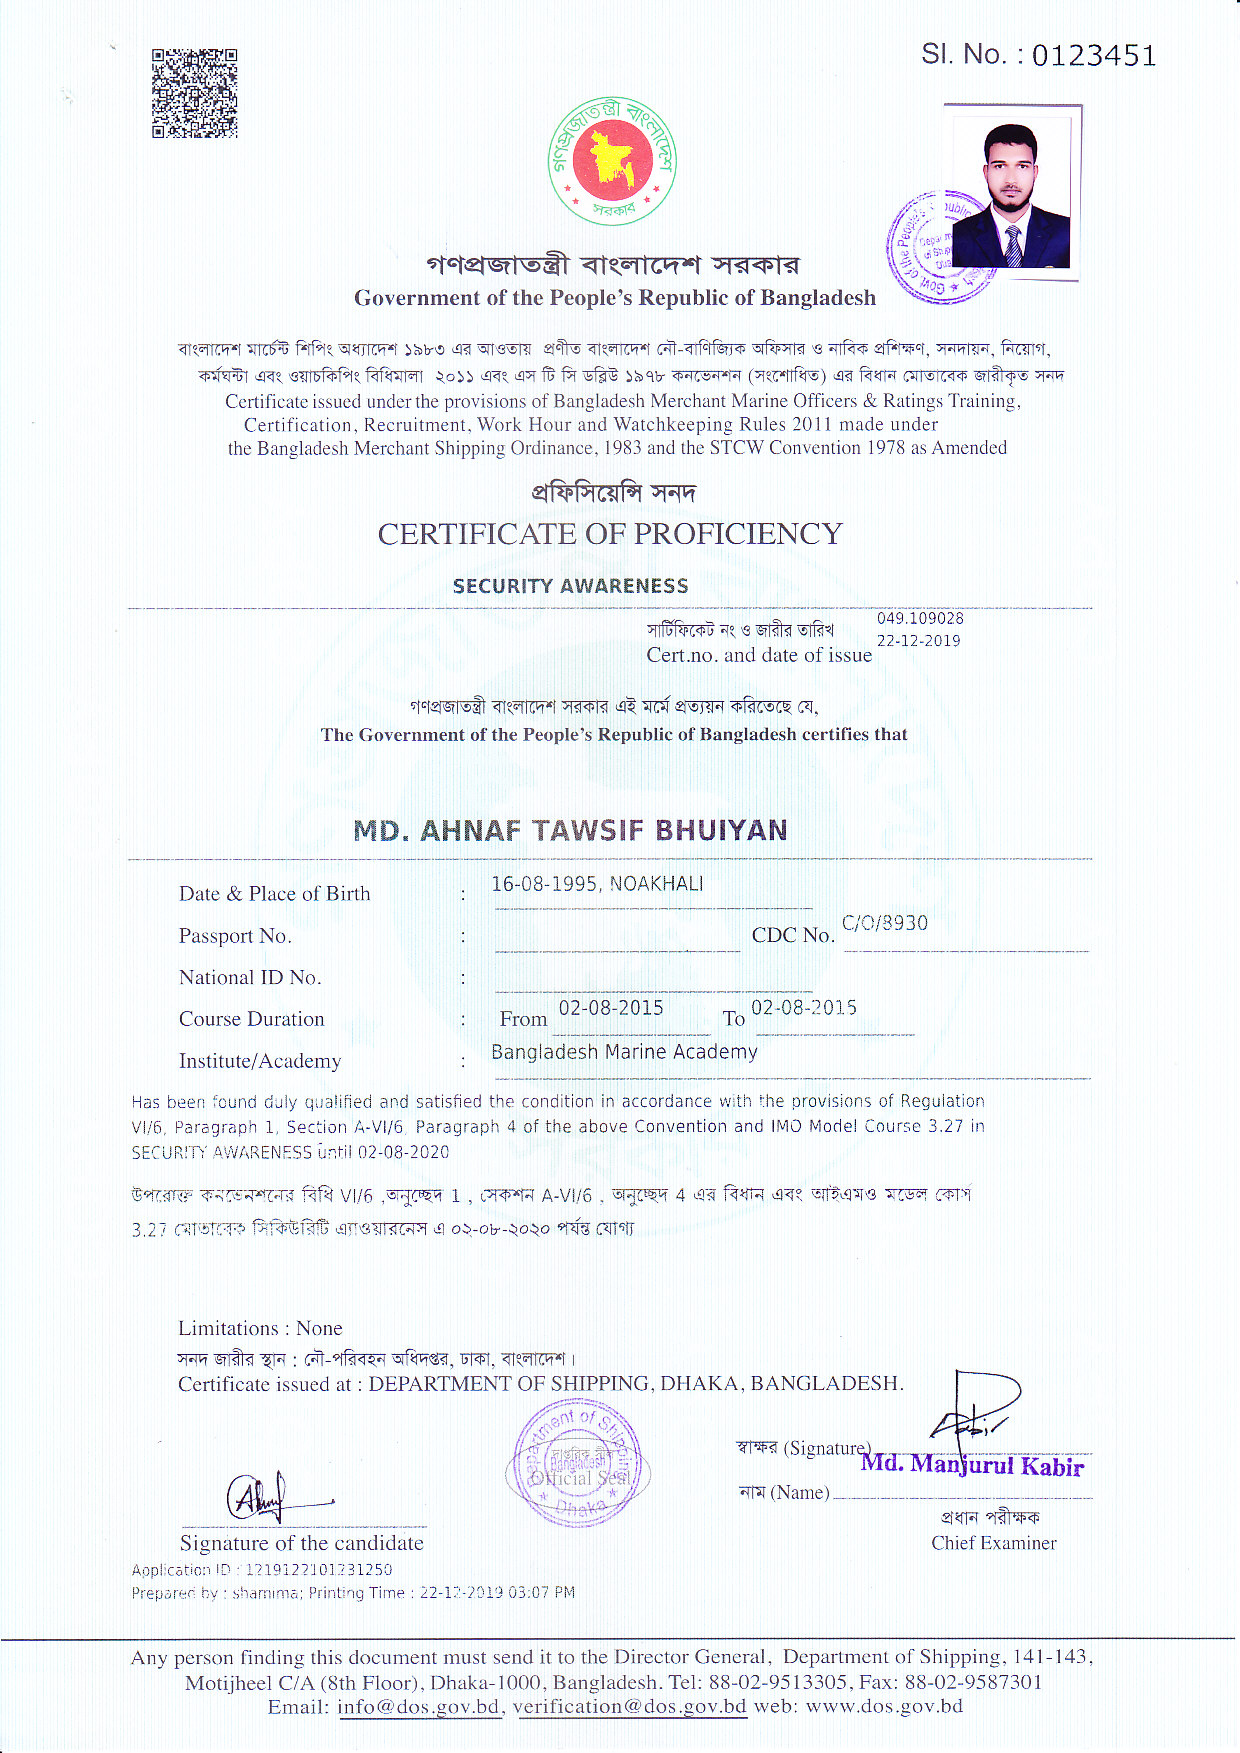 Sl. No. : 0123451
গণপ্রজাতন্ত্রী বাংলাদেশ
সরকার
গণপ্রজাতন্ত্রী বাংলাদেশ সরকার
Government of the People's Republic of Bangladesh
বাংলাদেশ মার্চেন্ট শিপিং অধ্যাদেশ ১৯৮৩ এর আওতায় প্রণীত বাংলাদেশ নৌ-বাণিজ্যিক অফিসার ও নাবিক প্রশিক্ষণ, সনদায়ন, নিয়োগ,
কর্মঘন্টা এবং ওয়াচকিপিং বিধিমালা ২০১১ এবং এস টি সি ডব্লিউ ১৯৭৮ কনভেনশন (সংশোধিত) এর বিধান মোতাবেক জারীকৃত সনদ
Certificate issued under the provisions of Bangladesh Merchant Marine Officers & Ratings Training,
Certification, Recruitment, Work Hour and Watchkeeping Rules 2011 made under
the Bangladesh Merchant Shipping Ordinance, 1983 and the STCW Convention 1978 as Amended
প্রফিসিয়েন্সি সনদ
CERTIFICATE OF PROFICIENCY
SECURITY AWARENESS
সার্টিফিকেট নং ও জারীর তারিখ 049.109028
Cert.no. and date of issue 22-12-2019
গণপ্রজাতন্ত্রী বাংলাদেশ সরকার এই মর্মে প্রত্যয়ন করিতেছে যে,
The Government of the People's Republic of Bangladesh certifies that
MD. AHNAF TAWSIF BHUIYAN
Date & Place of Birth : 16-08-1995, NOAKHALI
Passport No. : CDC No. C/O/8930
National ID No. :
Course Duration : From 02-08-2015 To 02-08-2015
Institute/Academy : Bangladesh Marine Academy
Has been found duly qualified and satisfied the condition in accordance with the provisions of Regulation
VI/6, Paragraph 1, Section A-VI/6, Paragraph 4 of the above Convention and IMO Model Course 3.27 in
SECURITY AWARENESS until 02-08-2020
উপরোক্ত কনভেনশনের বিধি VI/6 ,অনুচ্ছেদ 1 , সেকশন A-VI/6 , অনুচ্ছেদ 4 এর বিধান এবং আইএমও মডেল কোর্স
3.27 মোতাবেক সিকিউরিটি এ্যাওয়ারনেস এ ০২-০৮-২০২০ পর্যন্ত যোগ্য
Limitations : None
সনদ জারীর স্থান : নৌ-পরিবহন অধিদপ্তর, ঢাকা, বাংলাদেশ।
Certificate issued at : DEPARTMENT OF SHIPPING, DHAKA, BANGLADESH.
Department of Shipping
Bangladesh
Official Seal
Dhaka
স্বাক্ষর (Signature)
Md. Manjurul Kabir
নাম (Name)
প্রধান পরীক্ষক
Chief Examiner
Signature of the candidate
Application ID : 1219122101231250
Prepared by : sharmima; Printing Time : 22-12-2019 03:07 PM
Any person finding this document must send it to the Director General, Department of Shipping, 141-143,
Motijheel C/A (8th Floor), Dhaka-1000, Bangladesh. Tel: 88-02-9513305, Fax: 88-02-9587301
Email: info@dos.gov.bd, verification@dos.gov.bd web: www.dos.gov.bd